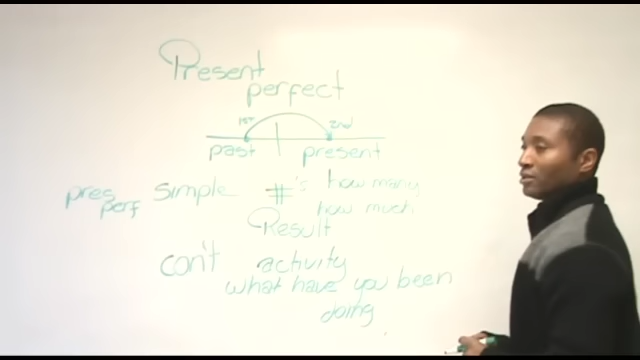 Present
perfect
1st 2nd
past present
pres perf simple #'s how many
how much
Result
con't activity
what have you been
doing